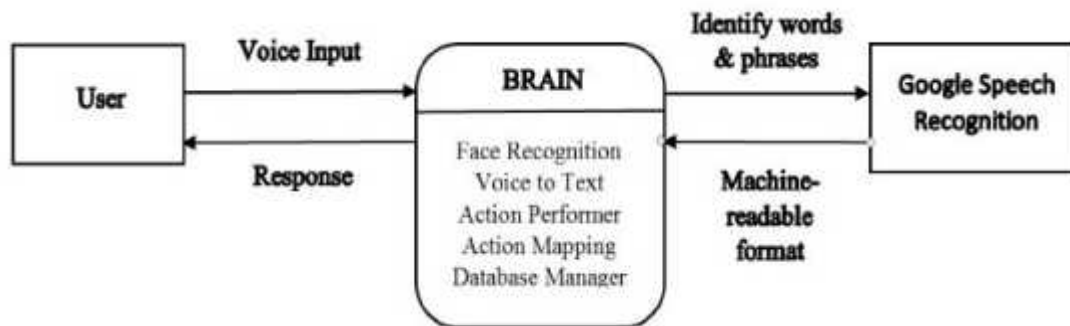 User
Voice Input
Response
BRAIN
Face Recognition
Voice to Text
Action Performer
Action Mapping
Database Manager
Identify words
& phrases
Machine-
readable
format
Google Speech
Recognition